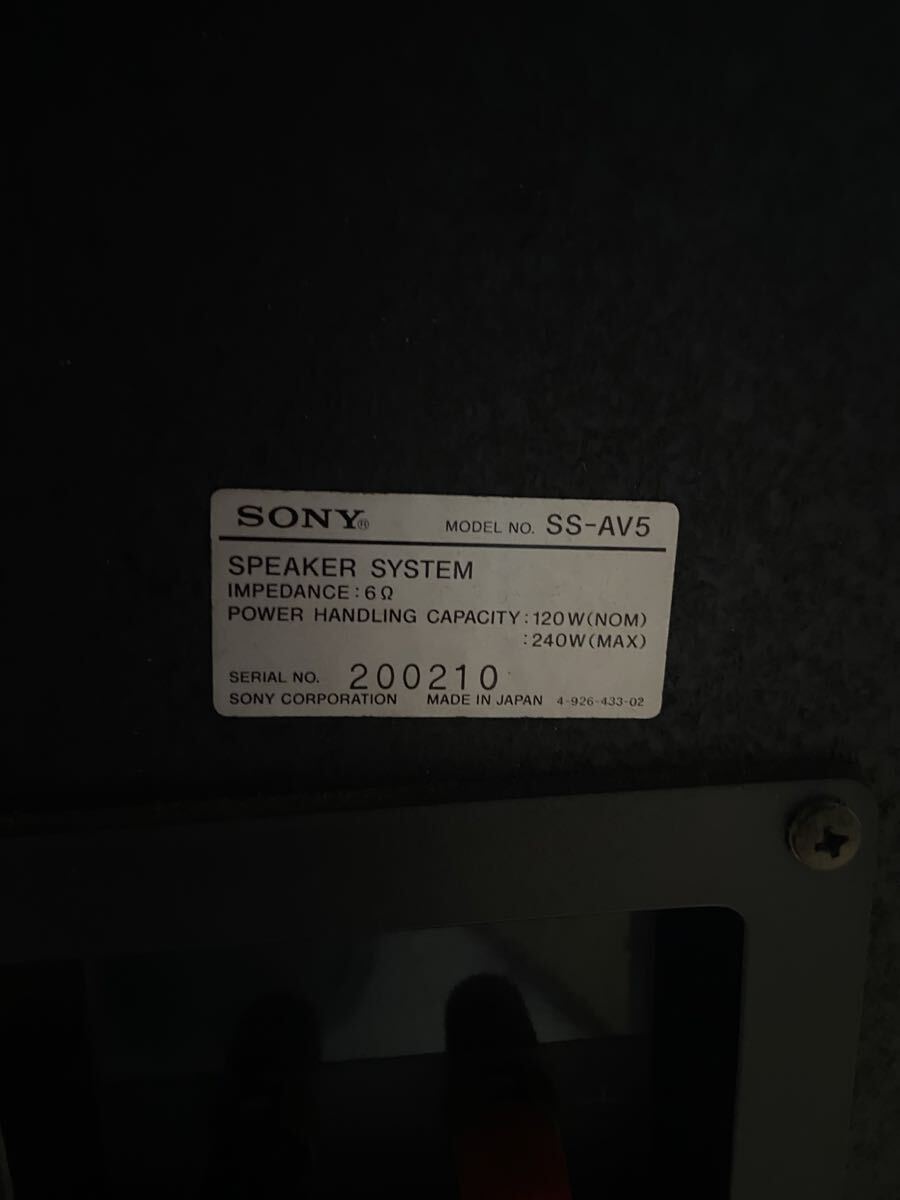 SONY® MODEL NO. SS-AV5
SPEAKER SYSTEM
IMPEDANCE:6Ω
POWER HANDLING CAPACITY:120W(NOM)
:240W(MAX)
SERIAL NO. 200210
SONY CORPORATION MADE IN JAPAN 4-926-433-02